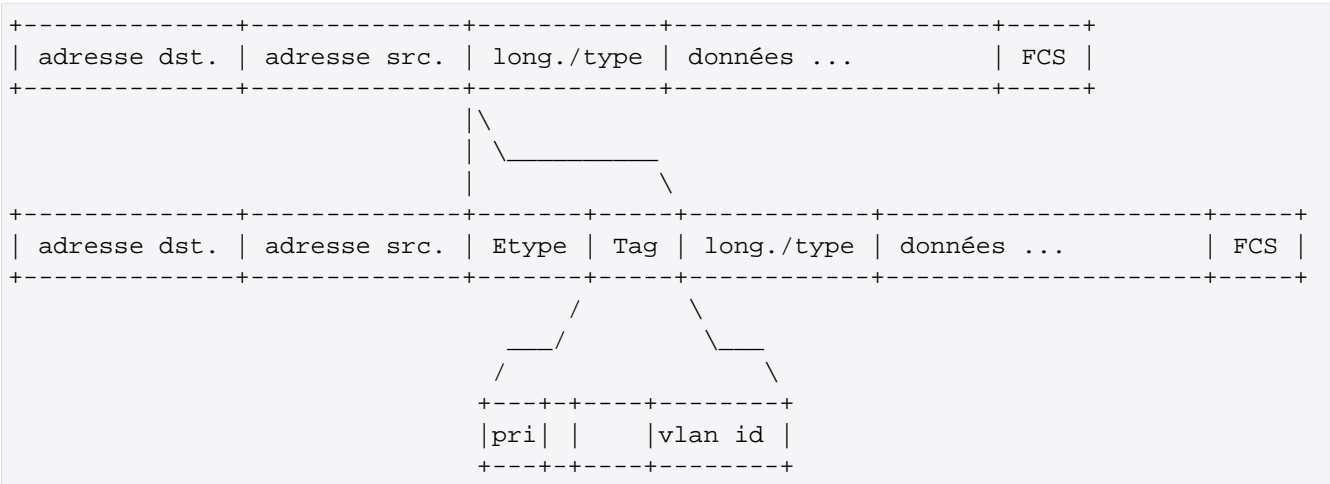 | adresse dst. | adresse src. | long./type | données ... | FCS |
| adresse dst. | adresse src. | Etype | Tag | long./type | données ... | FCS |
|pri| | |vlan id |